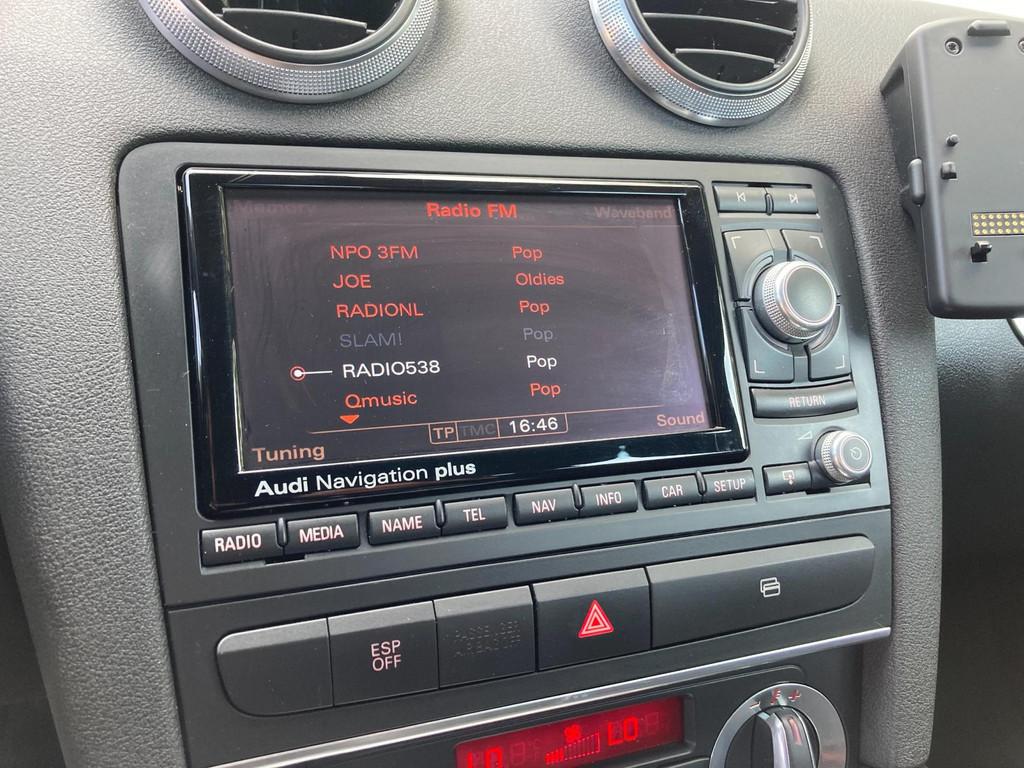 Memory Radio FM Waveband
NPO 3FM Pop
JOE Oldies
RADIONL Pop
SLAM! Pop
RADIO538 Pop
Qmusic Pop
Tuning TP TMC 16:46 Sound
Audi Navigation plus
RETURN
RADIO MEDIA NAME TEL NAV INFO CAR SETUP
ESP
OFF
PASSENGER
AIRBAG OFF
LO LO